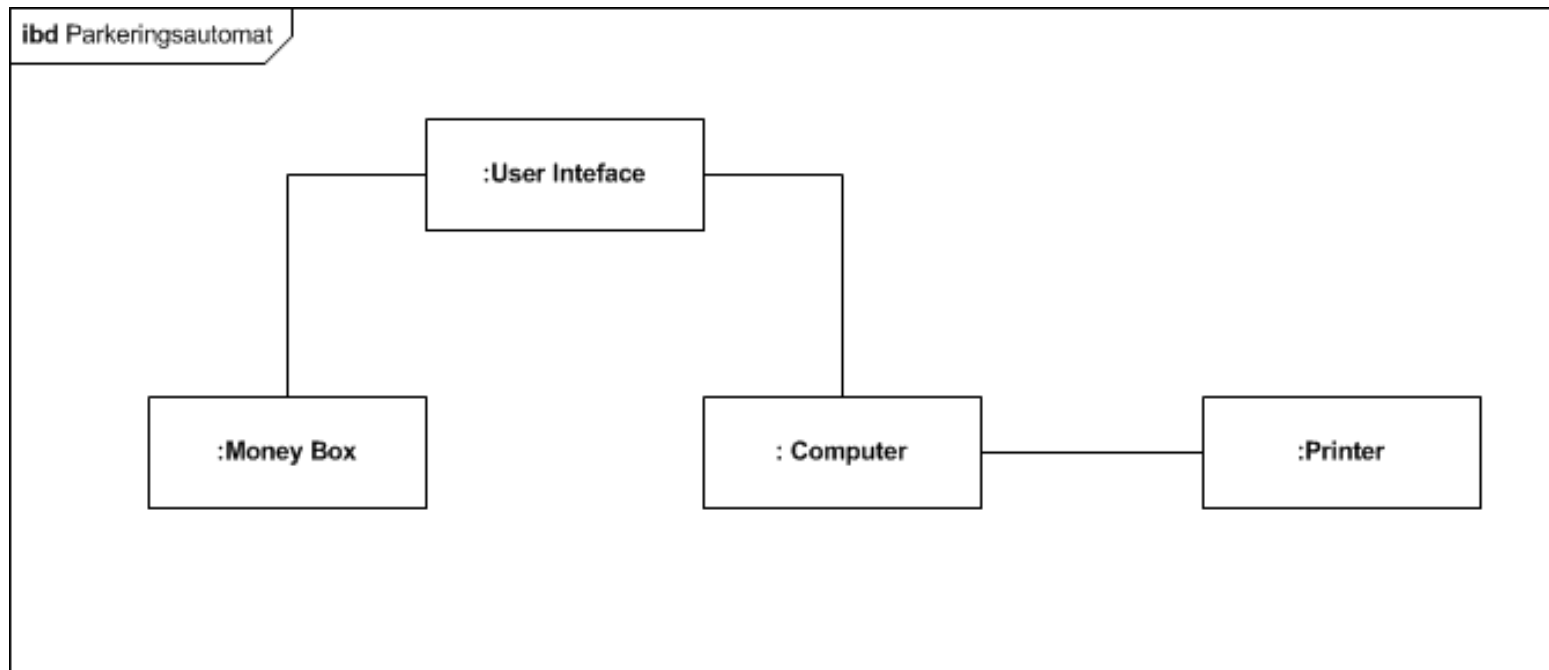 ibd Parkeringsautomat
:User Inteface
:Money Box
: Computer
:Printer